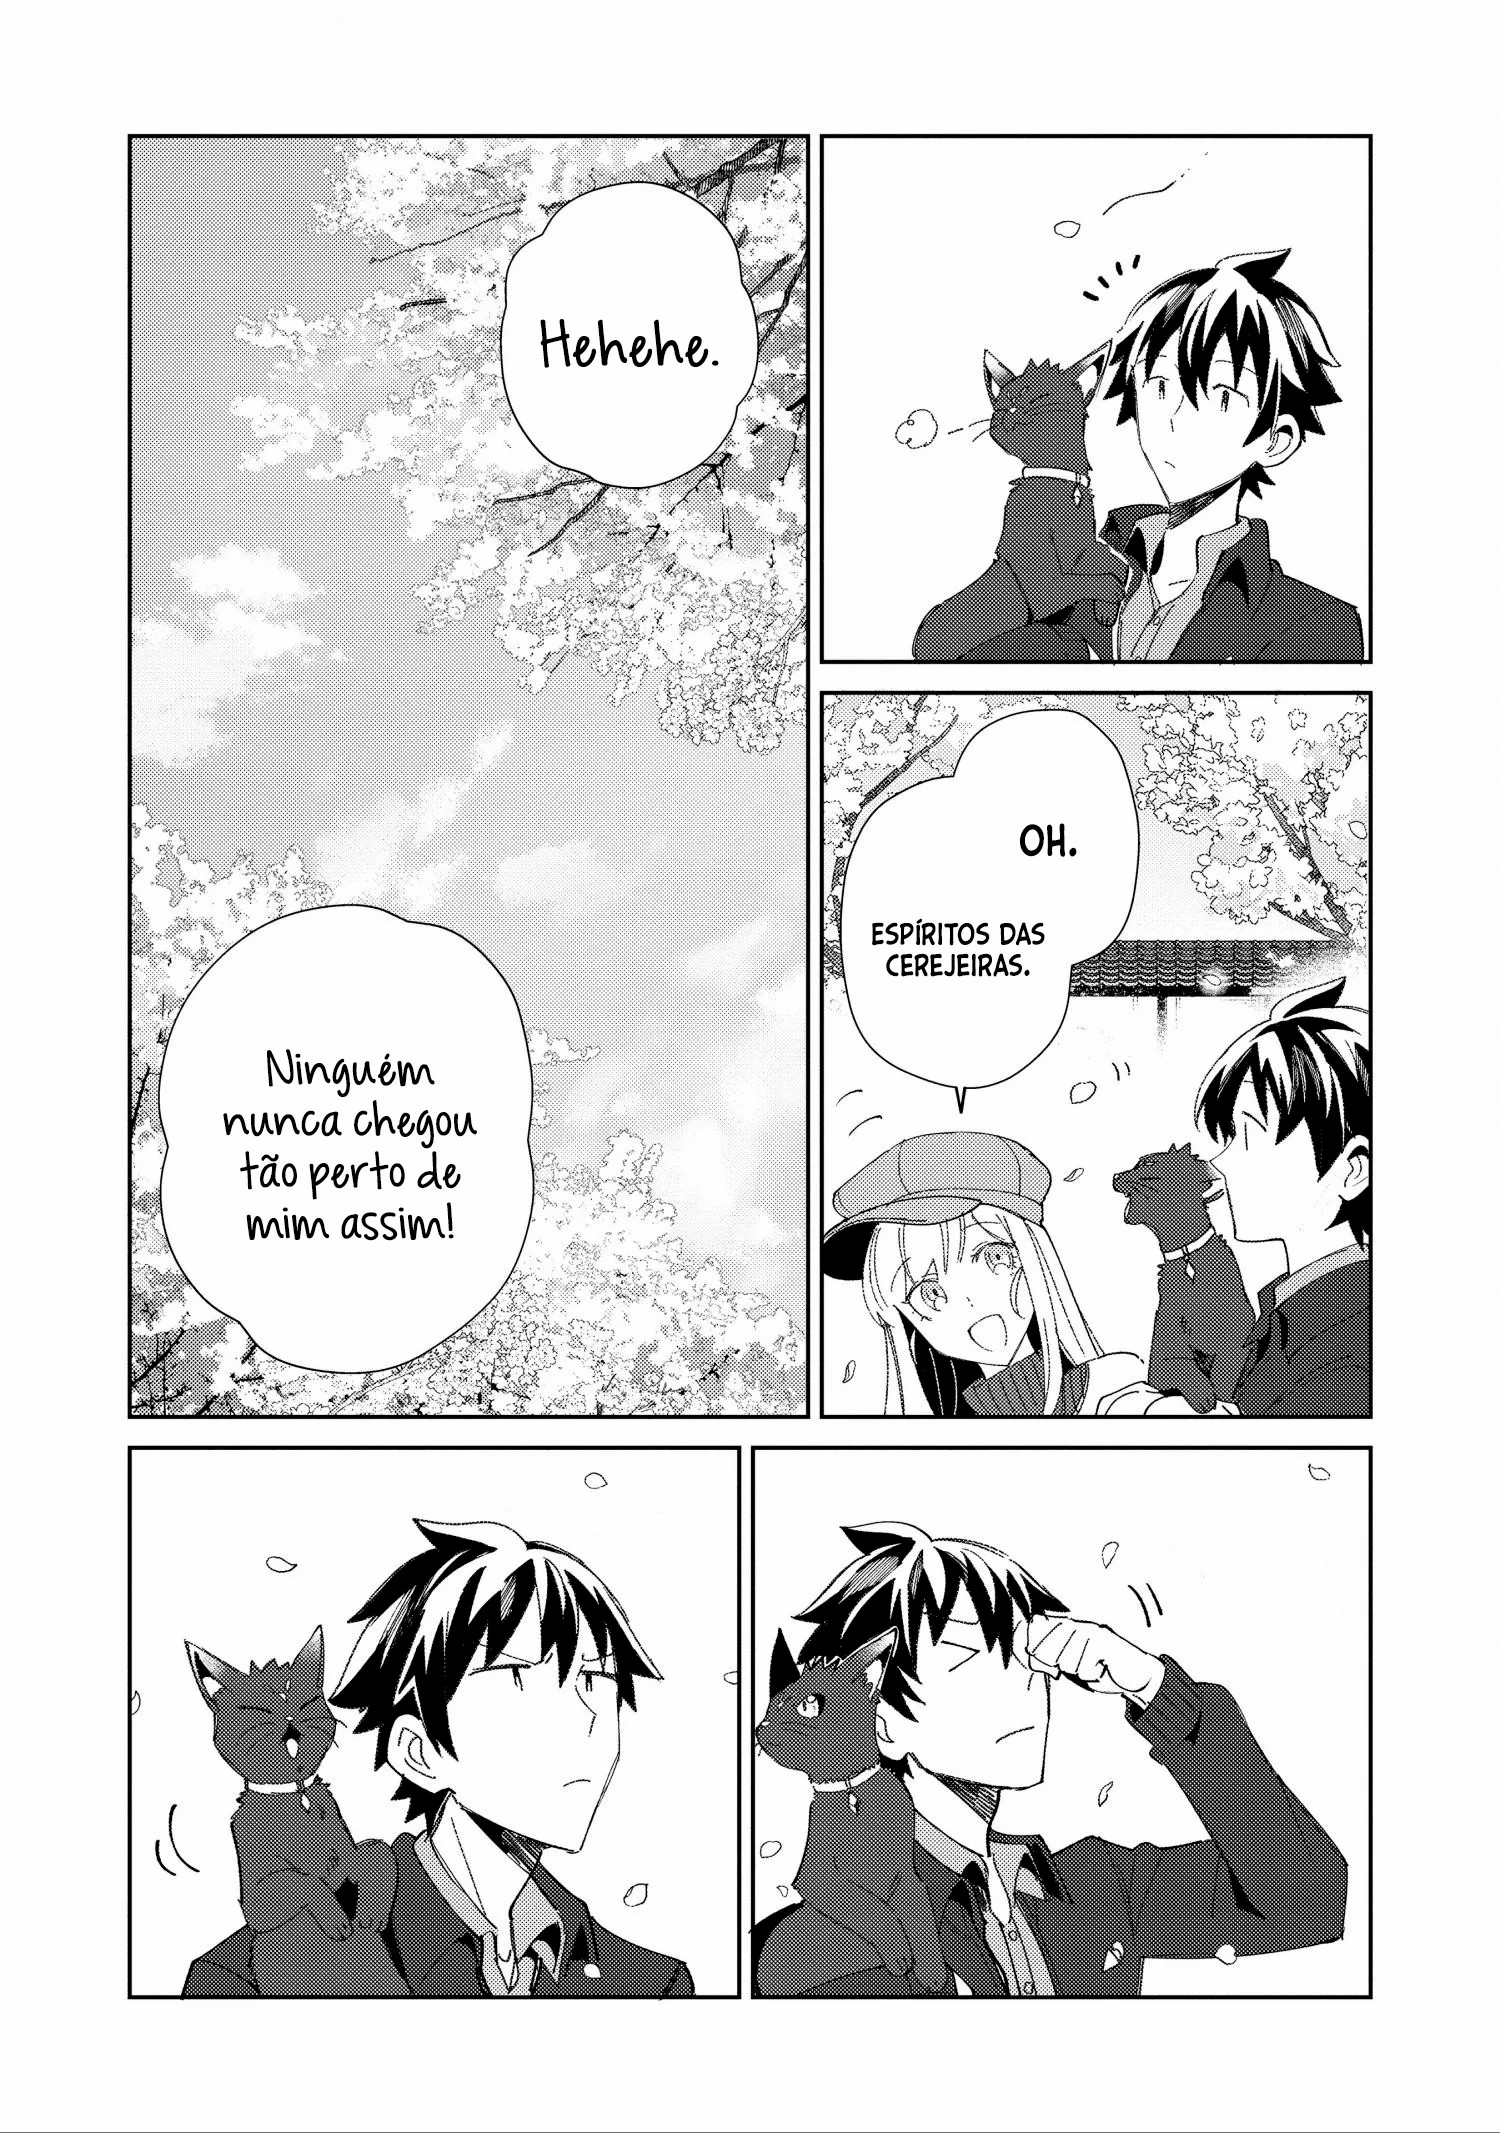 OH.
ESPÍRITOS DAS
CEREJEIRAS.
Hehehe.
Ninguém
nunca chegou
tão perto de
mim assim!